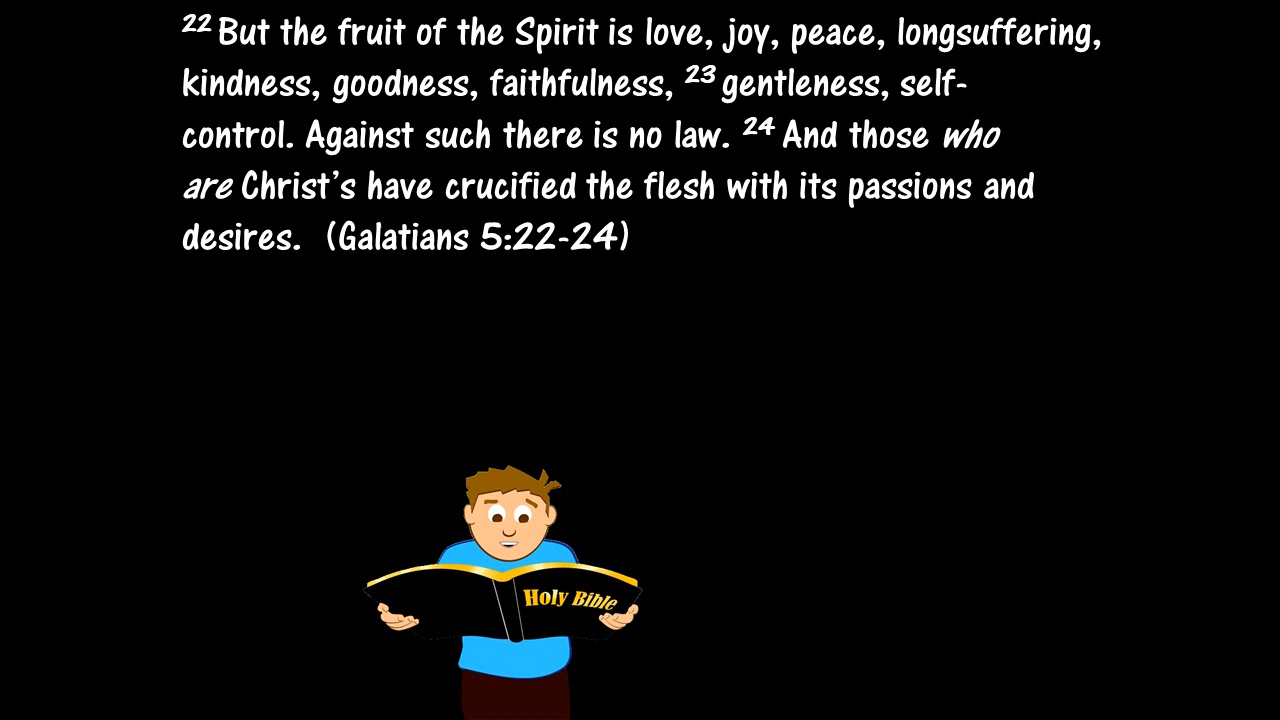 22 But the fruit of the Spirit is love, joy, peace, longsuffering,
kindness, goodness, faithfulness, 23 gentleness, self-
control. Against such there is no law. 24 And those who
are Christ’s have crucified the flesh with its passions and
desires. (Galatians 5:22-24)
Holy Bible